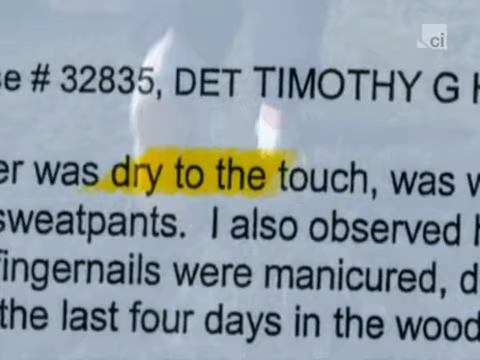 ci
se # 32835, DET TIMOTHY G H
er was dry to the touch, was w
sweatpants. I also observed h
fingernails were manicured, d
the last four days in the wood